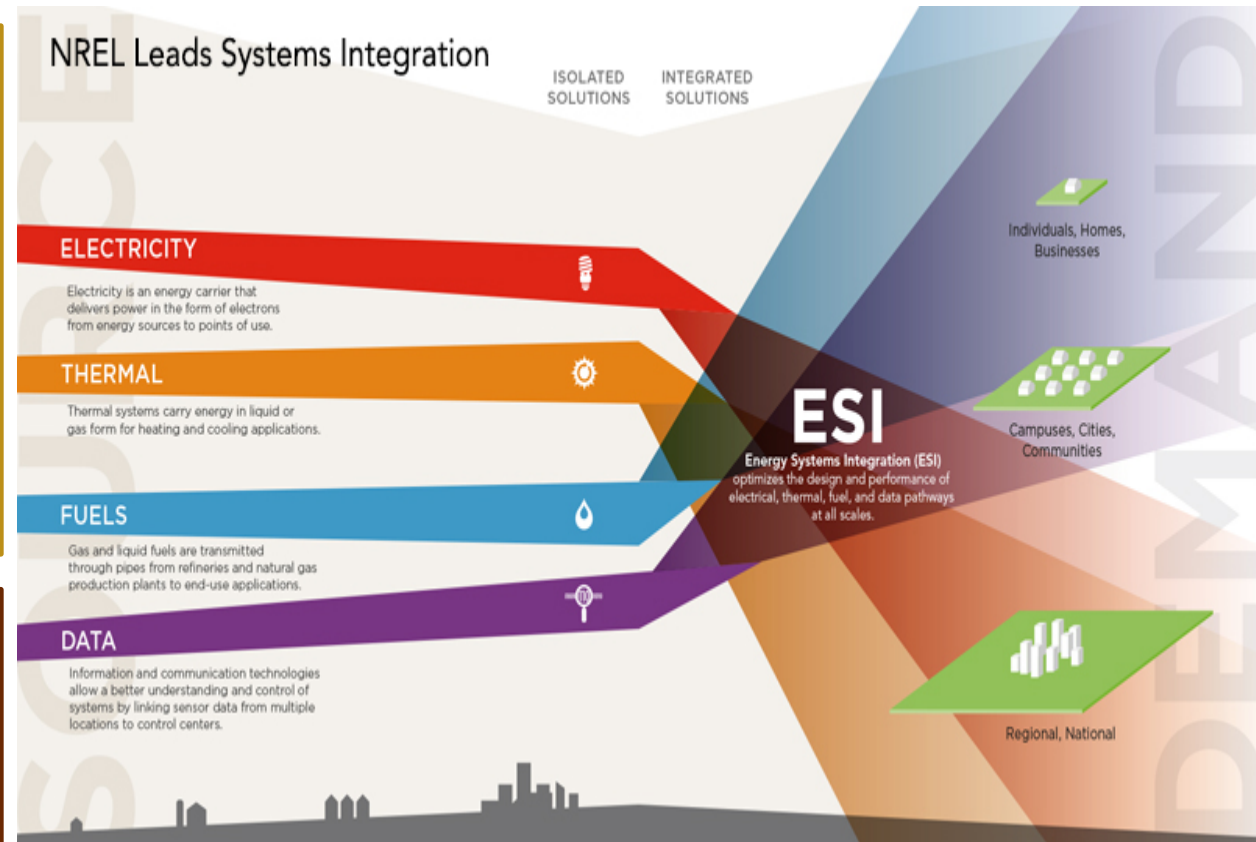 NREL Leads Systems Integration
ISOLATED
SOLUTIONS
INTEGRATED
SOLUTIONS
SOURCE
DEMAND
ELECTRICITY
Electricity is an energy carrier that
delivers power in the form of electrons
from energy sources to points of use.
THERMAL
Thermal systems carry energy in liquid or
gas form for heating and cooling applications.
FUELS
Gas and liquid fuels are transmitted
through pipes from refineries and natural gas
production plants to end-use applications.
DATA
Information and communication technologies
allow a better understanding and control of
systems by linking sensor data from multiple
locations to control centers.
ESI
Energy Systems Integration (ESI)
optimizes the design and performance of
electrical, thermal, fuel, and data pathways
at all scales.
Individuals, Homes,
Businesses
Campuses, Cities,
Communities
Regional, National